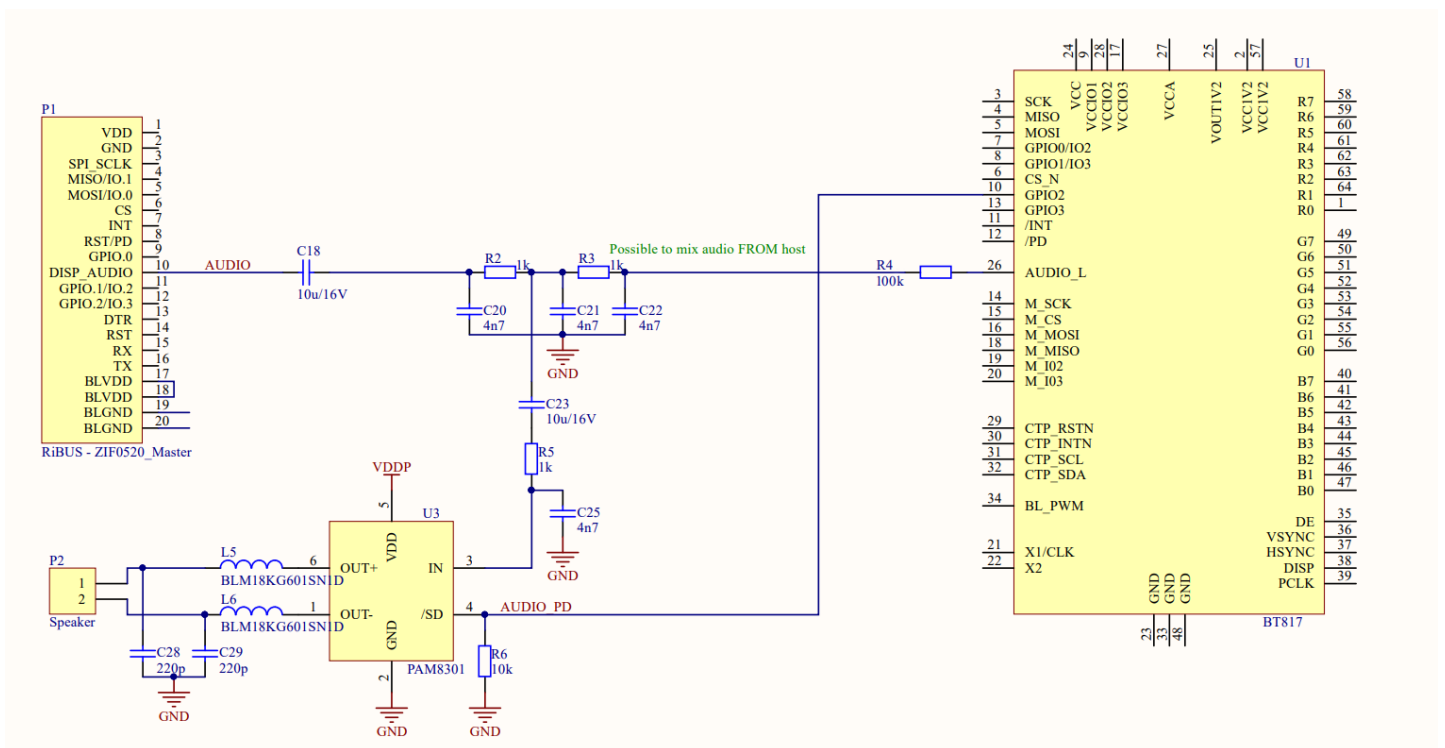 P1
VDD 1
GND 2
SPI_SCLK 3
MISO/IO.1 4
MOSI/IO.0 5
CS 6
INT 7
RST/PD 8
GPIO.0 9
DISP_AUDIO 10
GPIO.1/IO.2 11
GPIO.2/IO.3 12
DTR 13
RST 14
RX 15
TX 16
BLVDD 17
BLVDD 18
BLGND 19
BLGND 20
RiBUS - ZIF0520_Master
AUDIO
C18
10u/16V
R2
1k
R3
1k
Possible to mix audio FROM host
C20
4n7
C21
4n7
C22
4n7
GND
R4
100k
C23
10u/16V
R5
1k
C25
4n7
GND
VDDP
5
U3
VDD
OUT+ 6
OUT- 1
IN 3
/SD 4
GND
2
PAM8301
GND
AUDIO_PD
R6
10k
GND
P2
1
2
Speaker
L5
BLM18KG601SN1D
L6
BLM18KG601SN1D
C28
220p
C29
220p
GND
U1
24 VCC
9 VCCIO1
28 VCCIO2
17 VCCIO3
27 VCCA
25 VOUT1V2
2 VCC1V2
57 VCC1V2
3 SCK
4 MISO
5 MOSI
7 GPIO0/IO2
8 GPIO1/IO3
6 CS_N
10 GPIO2
13 GPIO3
11 /INT
12 /PD
26 AUDIO_L
14 M_SCK
15 M_CS
16 M_MOSI
18 M_MISO
19 M_I02
20 M_I03
29 CTP_RSTN
30 CTP_INTN
31 CTP_SCL
32 CTP_SDA
34 BL_PWM
21 X1/CLK
22 X2
R7 58
R6 59
R5 60
R4 61
R3 62
R2 63
R1 64
R0 1
G7 49
G6 50
G5 51
G4 52
G3 53
G2 54
G1 55
G0 56
B7 40
B6 41
B5 42
B4 43
B3 44
B2 45
B1 46
B0 47
DE 35
VSYNC 36
HSYNC 37
DISP 38
PCLK 39
GND 23
GND 33
GND 48
BT817